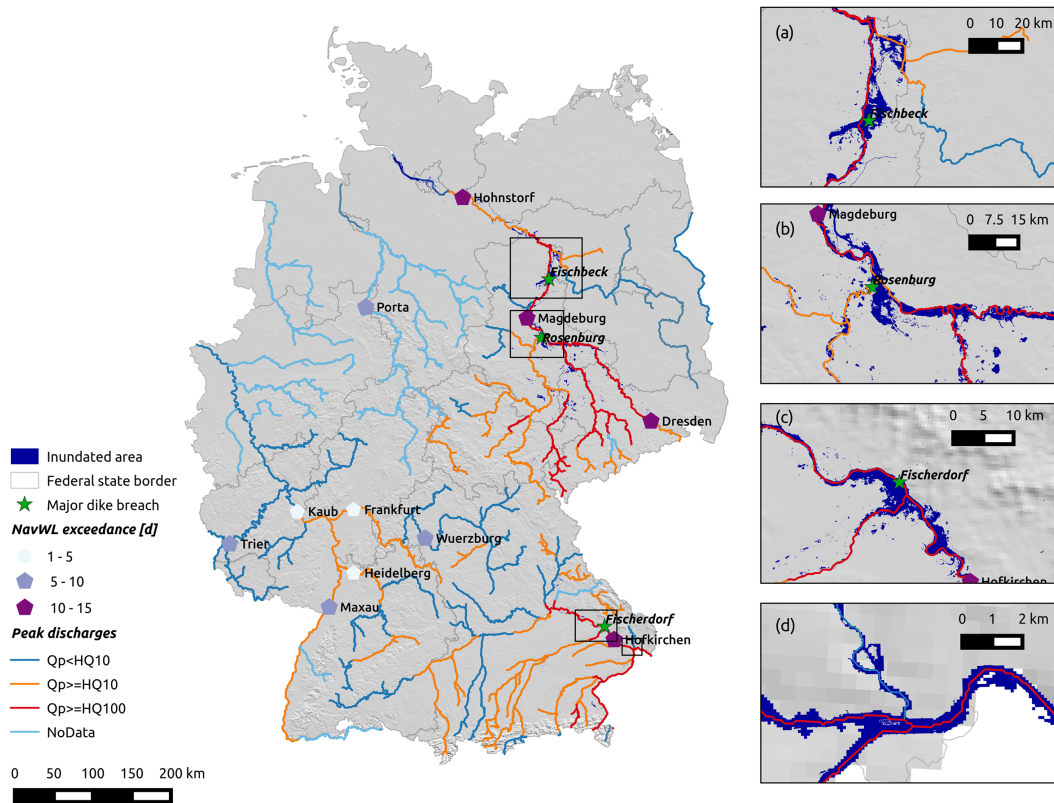 Hohnstorf
Fischbeck
Porta
Magdeburg
Rosenburg
Dresden
Kaub
Frankfurt
Trier
Wuerzburg
Heidelberg
Maxau
Fischerdorf
Hofkirchen
Inundated area
Federal state border
Major dike breach
NavWL exceedance [d]
1 - 5
5 - 10
10 - 15
Peak discharges
Qp<HQ10
Qp>=HQ10
Qp>=HQ100
NoData
0 50 100 150 200 km
(a)
0 10 20 km
Fischbeck
(b)
Magdeburg
0 7.5 15 km
Rosenburg
(c)
0 5 10 km
Fischerdorf
Hofkirchen
(d)
0 1 2 km